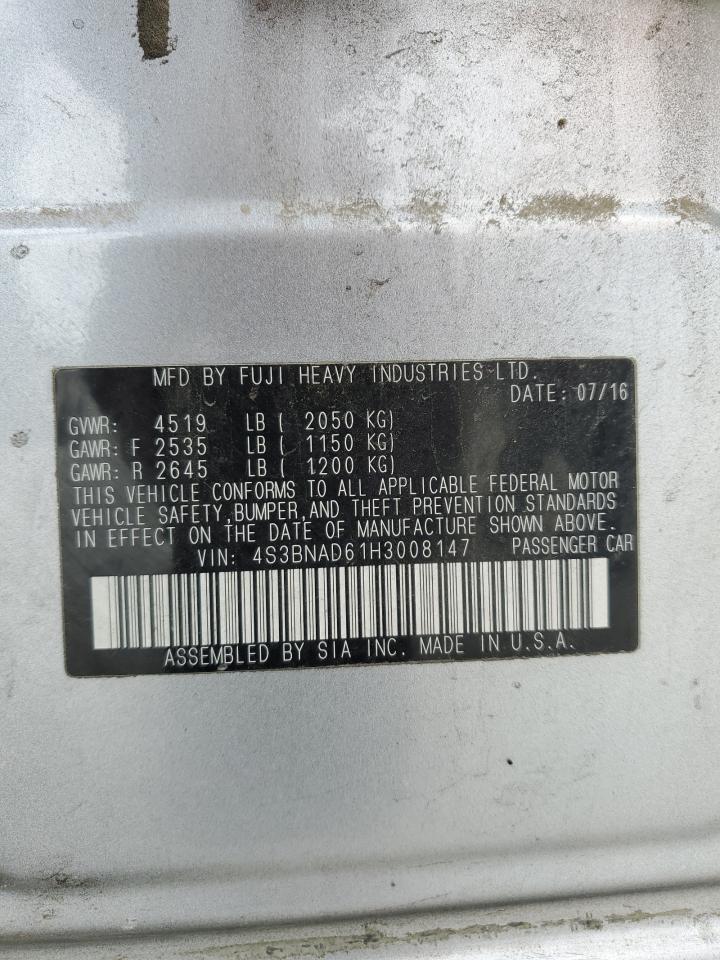 MFD BY FUJI HEAVY INDUSTRIES LTD.
DATE: 07/16
GVWR: 4519 LB ( 2050 KG)
GAWR: F 2535 LB ( 1150 KG)
GAWR: R 2645 LB ( 1200 KG)
THIS VEHICLE CONFORMS TO ALL APPLICABLE FEDERAL MOTOR
VEHICLE SAFETY,BUMPER,AND THEFT PREVENTION STANDARDS
IN EFFECT ON THE DATE OF MANUFACTURE SHOWN ABOVE.
VIN: 4S3BNAD61H3008147 PASSENGER CAR
ASSEMBLED BY SIA INC. MADE IN U.S.A.